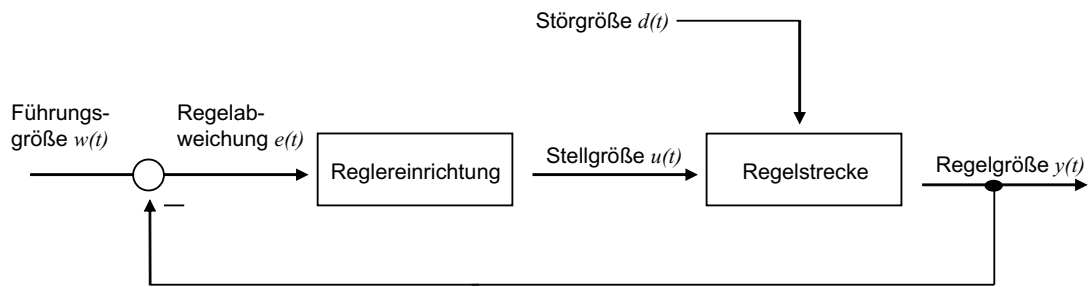 Störgröße d(t)
Führungs-
größe w(t)
Regelab-
weichung e(t)
Reglereinrichtung
Stellgröße u(t)
Regelstrecke
Regelgröße y(t)
–